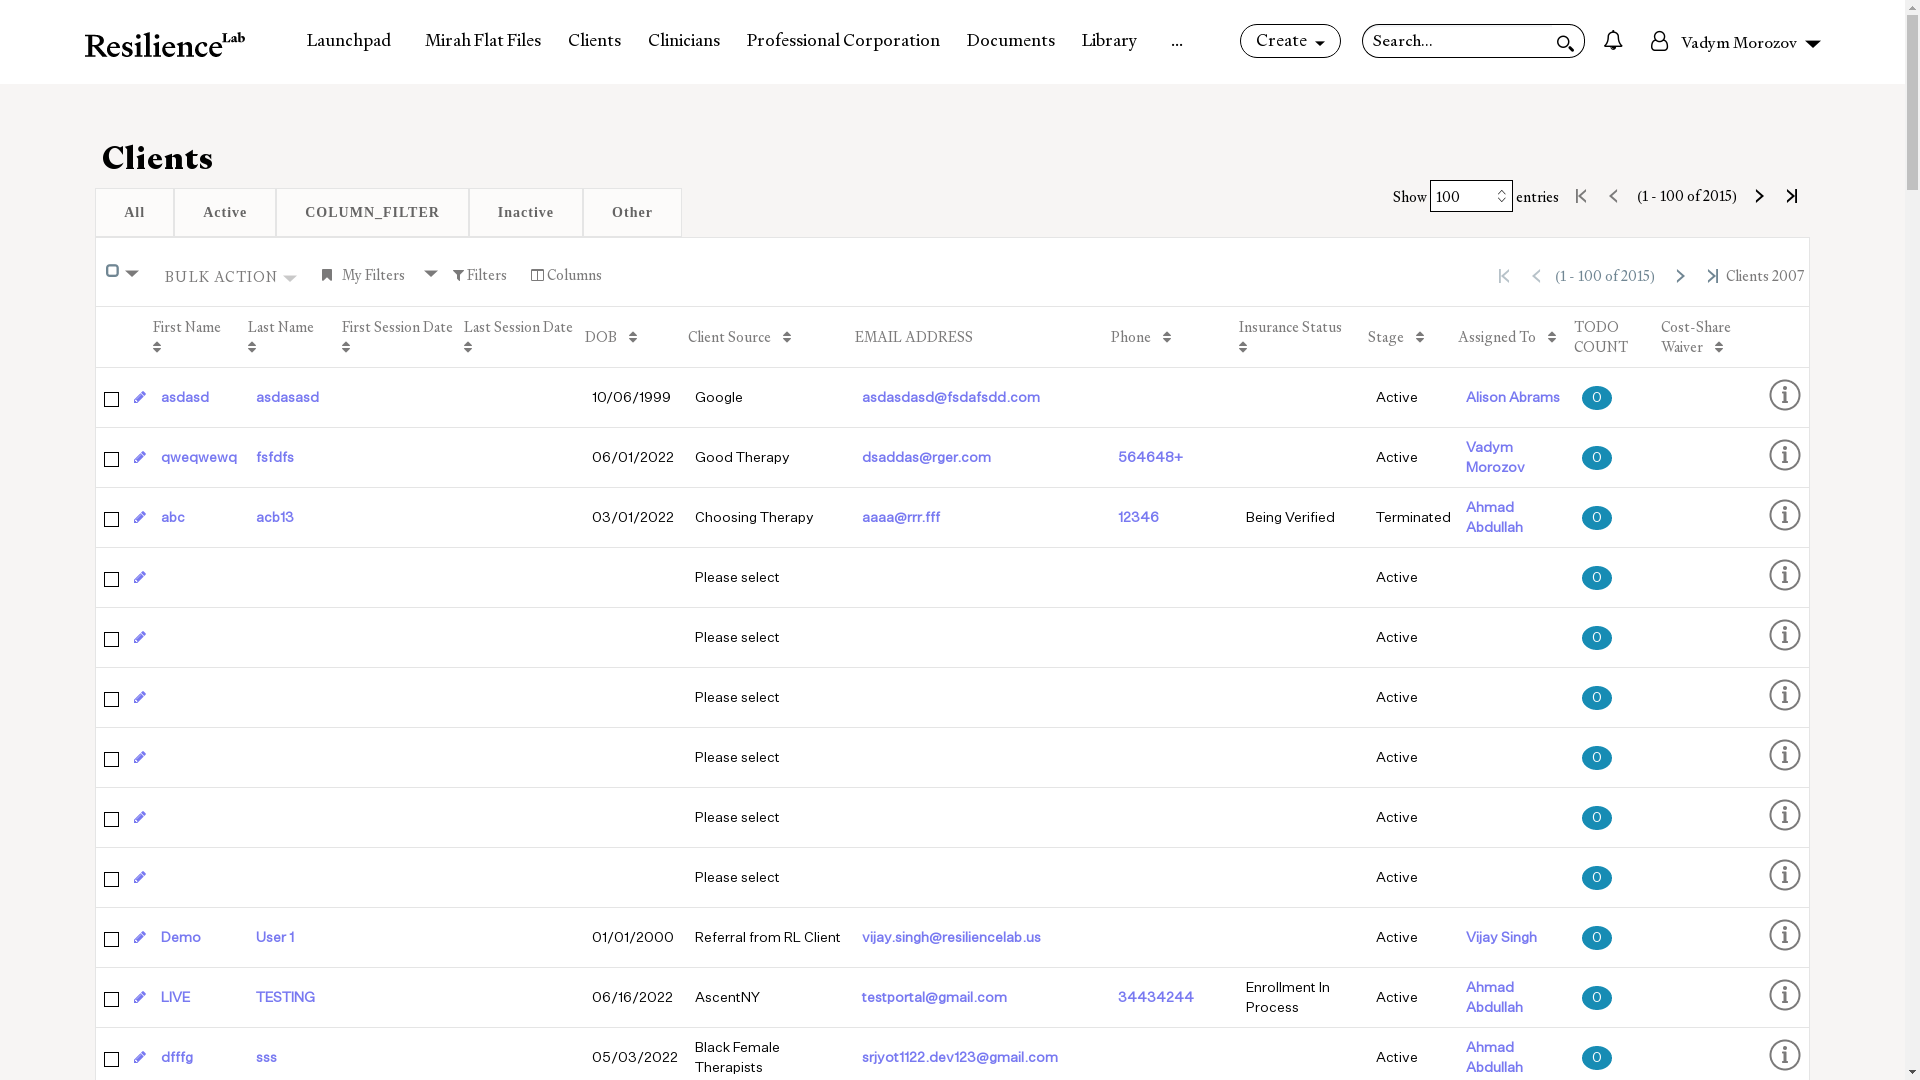 ResilienceLab
Launchpad Mirah Flat Files Clients Clinicians Professional Corporation Documents Library ... Create Search... Vadym Morozov
Clients
All Active COLUMN_FILTER Inactive Other
Show 100 entries (1 - 100 of 2015)
BULK ACTION My Filters Filters Columns (1 - 100 of 2015) Clients 2007
First Name Last Name First Session Date Last Session Date DOB Client Source EMAIL ADDRESS Phone Insurance Status Stage Assigned To TODO COUNT Cost-Share Waiver
asdasd asdasasd 10/06/1999 Google asdasdasd@fsdafsdd.com Active Alison Abrams 0
qweqwewq fsfdfs 06/01/2022 Good Therapy dsaddas@rger.com 564648+ Active Vadym Morozov 0
abc acb13 03/01/2022 Choosing Therapy aaaa@rrr.fff 12346 Being Verified Terminated Ahmad Abdullah 0
Please select Active 0
Please select Active 0
Please select Active 0
Please select Active 0
Please select Active 0
Please select Active 0
Demo User 1 01/01/2000 Referral from RL Client vijay.singh@resiliencelab.us Active Vijay Singh 0
LIVE TESTING 06/16/2022 AscentNY testportal@gmail.com 34434244 Enrollment In Process Active Ahmad Abdullah 0
dfffg sss 05/03/2022 Black Female Therapists srjyot1122.dev123@gmail.com Active Ahmad Abdullah 0